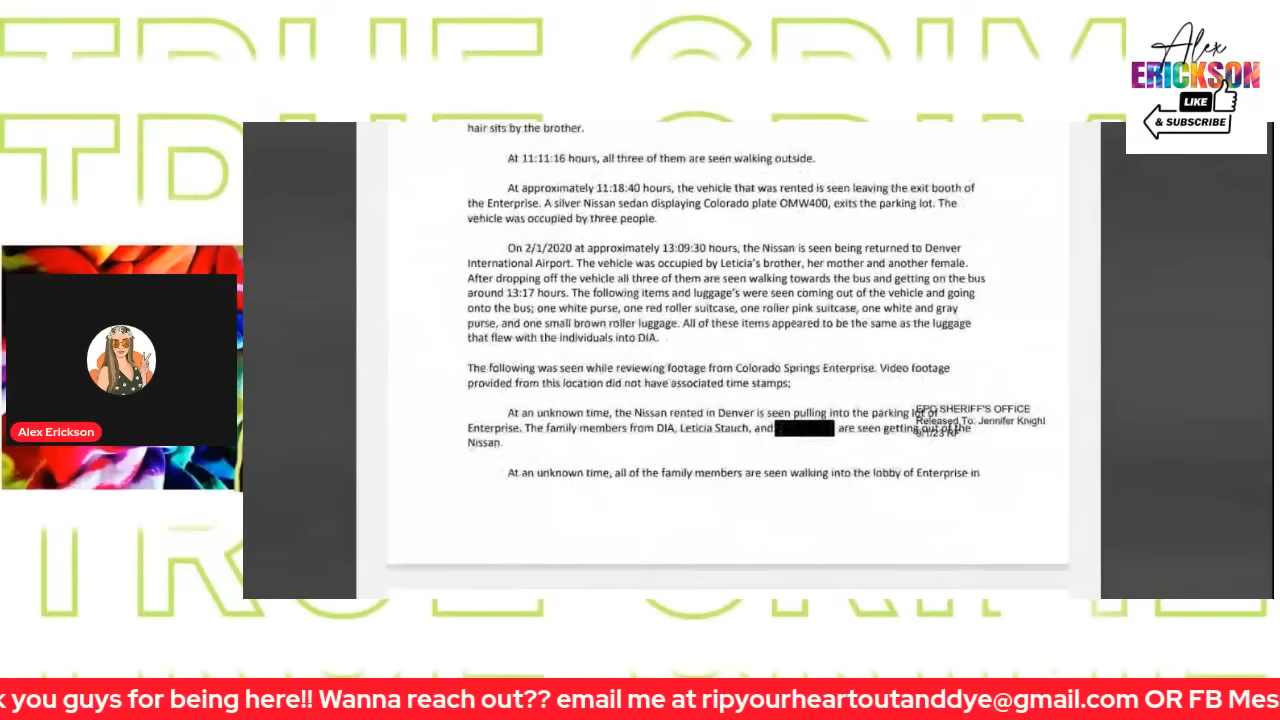 TRUE CRIM
Alex
ERICKSON
LIKE
& SUBSCRIBE
TRUE CRIME
hair sits by the brother.
At 11:11:16 hours, all three of them are seen walking outside.
At approximately 11:18:40 hours, the vehicle that was rented is seen leaving the exit booth of
the Enterprise. A silver Nissan sedan displaying Colorado plate OMW400, exits the parking lot. The
vehicle was occupied by three people.
On 2/1/2020 at approximately 13:09:30 hours, the Nissan is seen being returned to Denver
International Airport. The vehicle was occupied by Leticia's brother, her mother and another female.
After dropping off the vehicle all three of them are seen walking towards the bus and getting on the bus
around 13:17 hours. The following items and luggage's were seen coming out of the vehicle and going
onto the bus; one white purse, one red roller suitcase, one roller pink suitcase, one white and gray
purse, and one small brown roller luggage. All of these items appeared to be the same as the luggage
that flew with the individuals into DIA.
The following was seen while reviewing footage from Colorado Springs Enterprise. Video footage
provided from this location did not have associated time stamps;
At an unknown time, the Nissan rented in Denver is seen pulling into the parking lot of
EPC SHERIFF'S OFFICE
Released To: Jennifer Knight
Enterprise. The family members from DIA, Leticia Stauch, and are seen getting out of the
Nissan.
At an unknown time, all of the family members are seen walking into the lobby of Enterprise in
Alex Erickson
TRUE CRIME
k you guys for being here!! Wanna reach out?? email me at ripyourheartoutanddye@gmail.com OR FB Mes